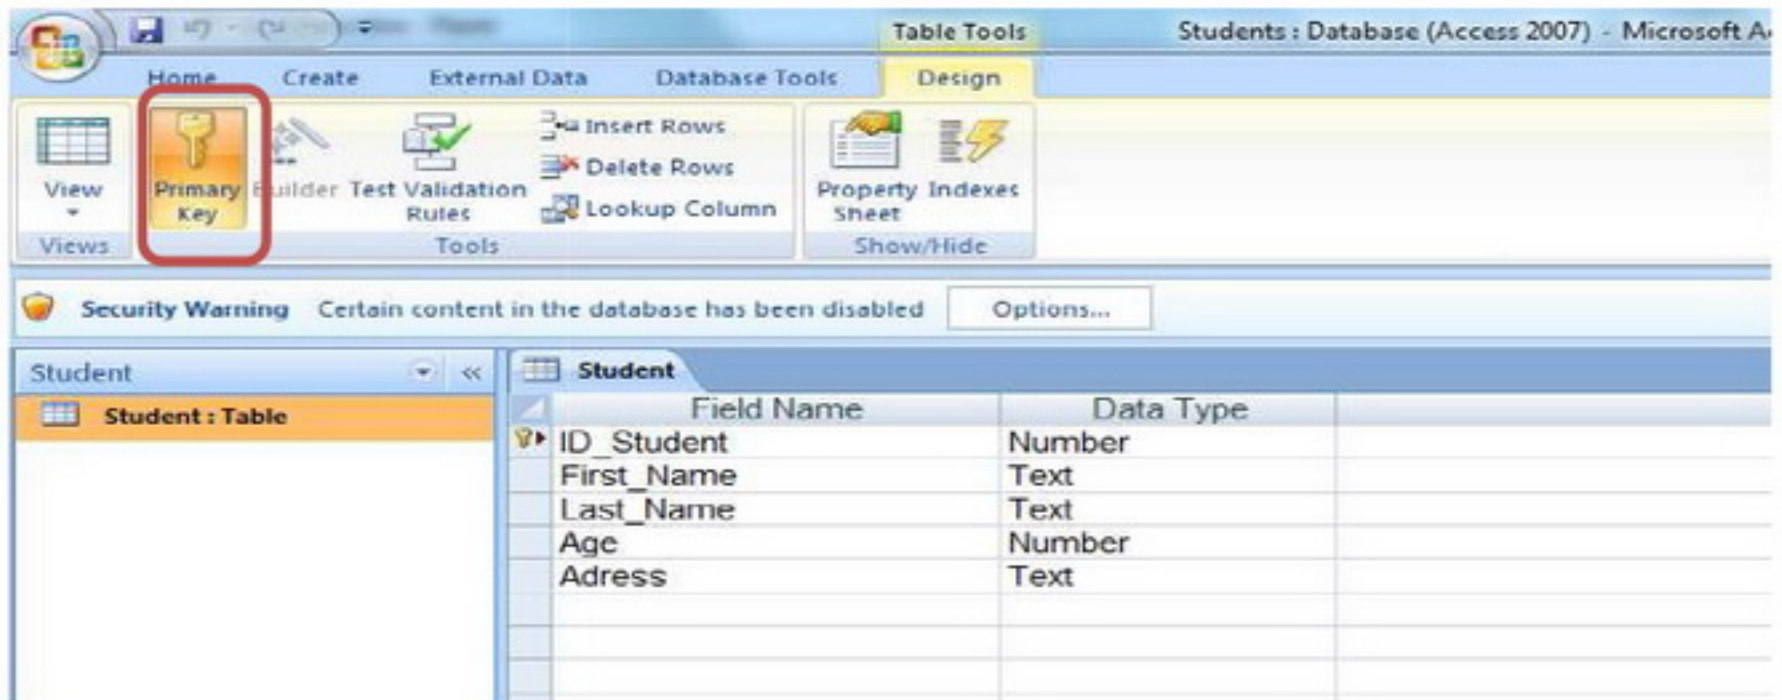 Table Tools Students : Database (Access 2007) - Microsoft A
Home Create External Data Database Tools Design
View
Primary Key
Builder
Test Validation Rules
Insert Rows
Delete Rows
Lookup Column
Property Sheet
Indexes
Views Tools Show/Hide
Security Warning Certain content in the database has been disabled Options...
Student
Student : Table
Student
Field Name Data Type
ID_Student Number
First_Name Text
Last_Name Text
Age Number
Adress Text